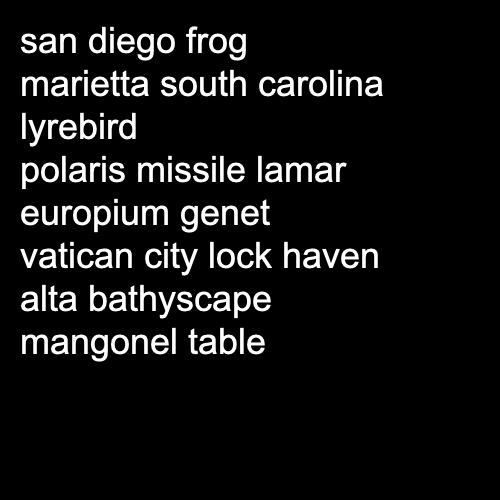 san diego frog
marietta south carolina
lyrebird
polaris missile lamar
europium genet
vatican city lock haven
alta bathyscape
mangonel table